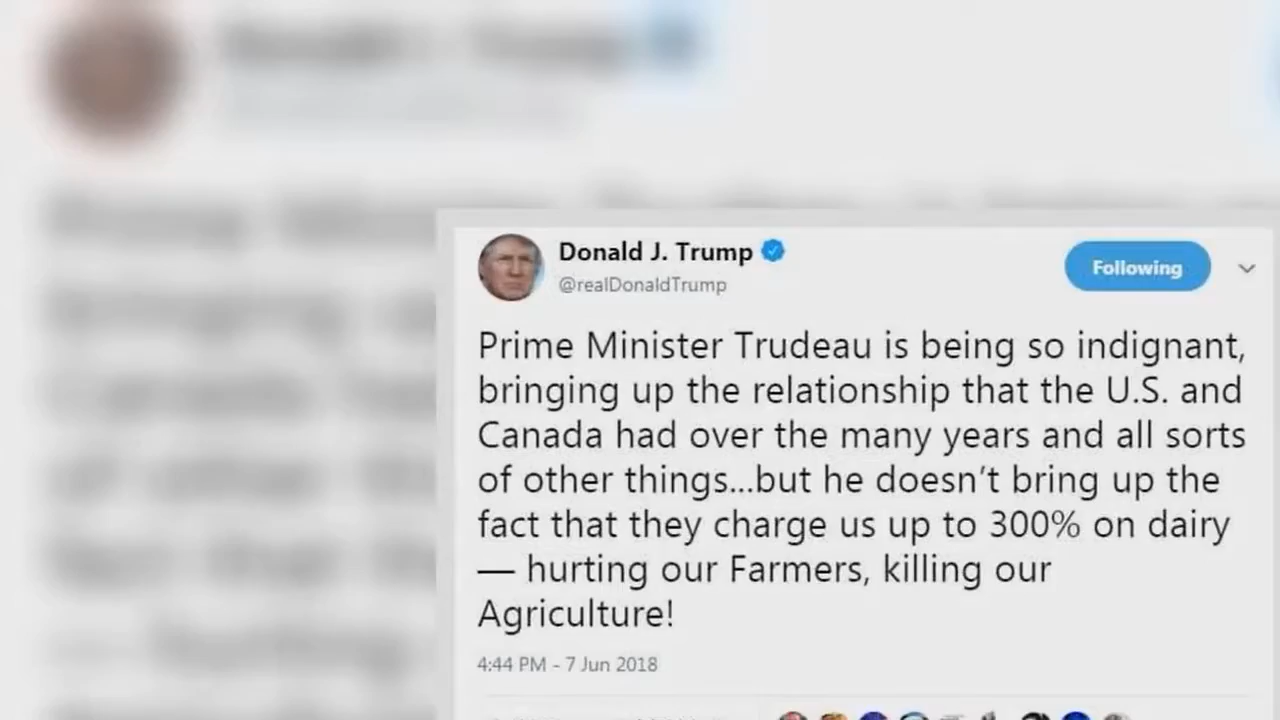 Donald J. Trump
@realDonaldTrump
Following
Prime Minister Trudeau is being so indignant,
bringing up the relationship that the U.S. and
Canada had over the many years and all sorts
of other things...but he doesn’t bring up the
fact that they charge us up to 300% on dairy
— hurting our Farmers, killing our
Agriculture!
4:44 PM - 7 Jun 2018